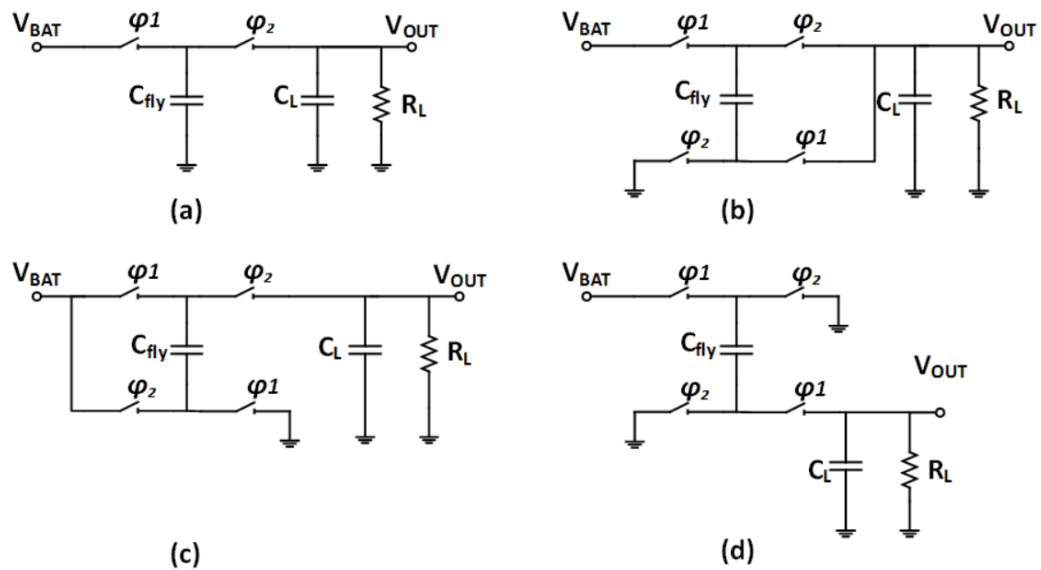 VBAT φ1 φ2 VOUT
Cfly CL RL
(a)
VBAT φ1 φ2 VOUT
Cfly CL RL
φ2 φ1
(b)
VBAT φ1 φ2 VOUT
Cfly CL RL
φ2 φ1
(c)
VBAT φ1 φ2
Cfly
VOUT
φ2 φ1
CL RL
(d)